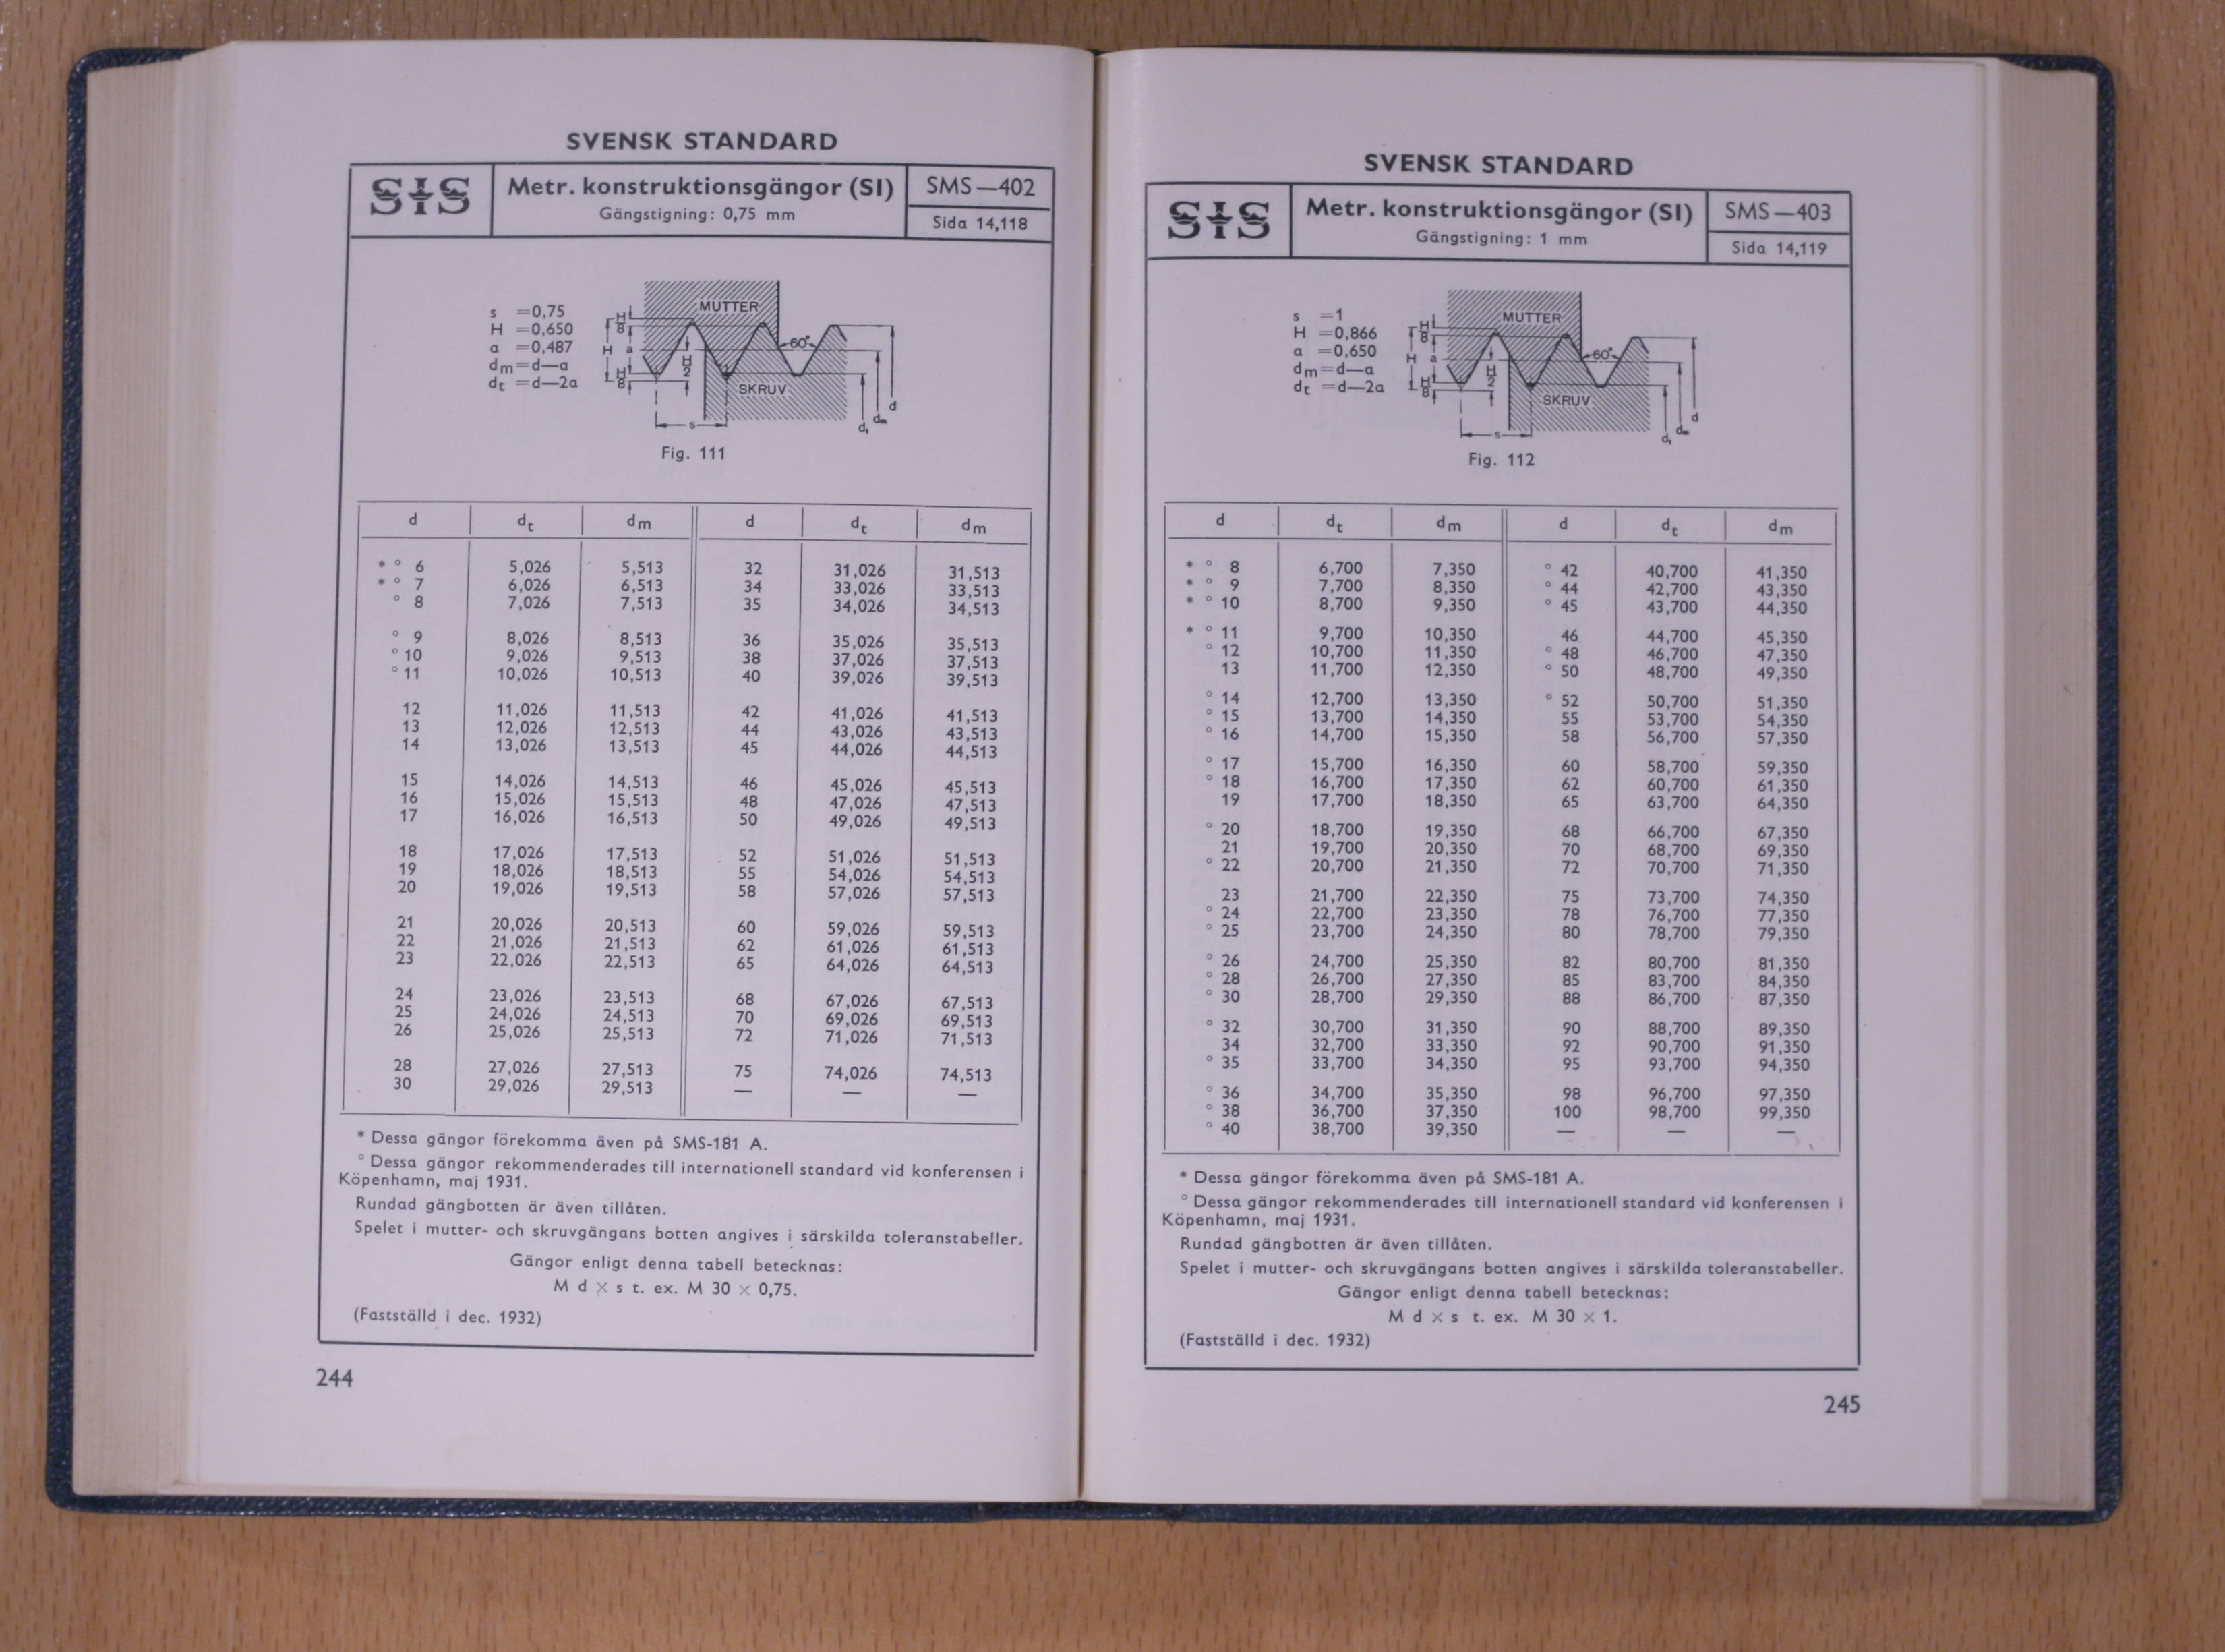 SVENSK STANDARD
SIS
Metr. konstruktionsgängor (SI)
Gängstigning: 0,75 mm
SMS—402
Sida 14,118
s =0,75
H =0,650
a =0,487
dm=d—a
dt =d—2a
MUTTER
H
8
H a
60°
H
2
H
8
SKRUV
s
d
dm
d1
Fig. 111
d dt dm d dt dm
* ° 6 5,026 5,513 32 31,026 31,513
* ° 7 6,026 6,513 34 33,026 33,513
° 8 7,026 7,513 35 34,026 34,513
° 9 8,026 8,513 36 35,026 35,513
° 10 9,026 9,513 38 37,026 37,513
° 11 10,026 10,513 40 39,026 39,513
12 11,026 11,513 42 41,026 41,513
13 12,026 12,513 44 43,026 43,513
14 13,026 13,513 45 44,026 44,513
15 14,026 14,513 46 45,026 45,513
16 15,026 15,513 48 47,026 47,513
17 16,026 16,513 50 49,026 49,513
18 17,026 17,513 52 51,026 51,513
19 18,026 18,513 55 54,026 54,513
20 19,026 19,513 58 57,026 57,513
21 20,026 20,513 60 59,026 59,513
22 21,026 21,513 62 61,026 61,513
23 22,026 22,513 65 64,026 64,513
24 23,026 23,513 68 67,026 67,513
25 24,026 24,513 70 69,026 69,513
26 25,026 25,513 72 71,026 71,513
28 27,026 27,513 75 74,026 74,513
30 29,026 29,513 — — —
* Dessa gängor förekomma även på SMS-181 A.
° Dessa gängor rekommenderades till internationell standard vid konferensen i
Köpenhamn, maj 1931.
Rundad gängbotten är även tillåten.
Spelet i mutter- och skruvgängans botten angives i särskilda toleranstabeller.
Gängor enligt denna tabell betecknas:
M d × s t. ex. M 30 × 0,75.
(Fastställd i dec. 1932)
244
SVENSK STANDARD
SIS
Metr. konstruktionsgängor (SI)
Gängstigning: 1 mm
SMS—403
Sida 14,119
s =1
H =0,866
a =0,650
dm=d—a
dt =d—2a
MUTTER
H
8
H a
60°
H
2
H
8
SKRUV
s
d
dm
d1
Fig. 112
d dt dm d dt dm
* ° 8 6,700 7,350 ° 42 40,700 41,350
* ° 9 7,700 8,350 ° 44 42,700 43,350
* ° 10 8,700 9,350 ° 45 43,700 44,350
* ° 11 9,700 10,350 46 44,700 45,350
° 12 10,700 11,350 ° 48 46,700 47,350
13 11,700 12,350 ° 50 48,700 49,350
° 14 12,700 13,350 ° 52 50,700 51,350
° 15 13,700 14,350 55 53,700 54,350
° 16 14,700 15,350 58 56,700 57,350
° 17 15,700 16,350 60 58,700 59,350
° 18 16,700 17,350 62 60,700 61,350
19 17,700 18,350 65 63,700 64,350
° 20 18,700 19,350 68 66,700 67,350
21 19,700 20,350 70 68,700 69,350
° 22 20,700 21,350 72 70,700 71,350
23 21,700 22,350 75 73,700 74,350
° 24 22,700 23,350 78 76,700 77,350
° 25 23,700 24,350 80 78,700 79,350
° 26 24,700 25,350 82 80,700 81,350
° 28 26,700 27,350 85 83,700 84,350
° 30 28,700 29,350 88 86,700 87,350
° 32 30,700 31,350 90 88,700 89,350
34 32,700 33,350 92 90,700 91,350
° 35 33,700 34,350 95 93,700 94,350
° 36 34,700 35,350 98 96,700 97,350
° 38 36,700 37,350 100 98,700 99,350
° 40 38,700 39,350 — — —
* Dessa gängor förekomma även på SMS-181 A.
° Dessa gängor rekommenderades till internationell standard vid konferensen i
Köpenhamn, maj 1931.
Rundad gängbotten är även tillåten.
Spelet i mutter- och skruvgängans botten angives i särskilda toleranstabeller.
Gängor enligt denna tabell betecknas:
M d × s t. ex. M 30 × 1.
(Fastställd i dec. 1932)
245